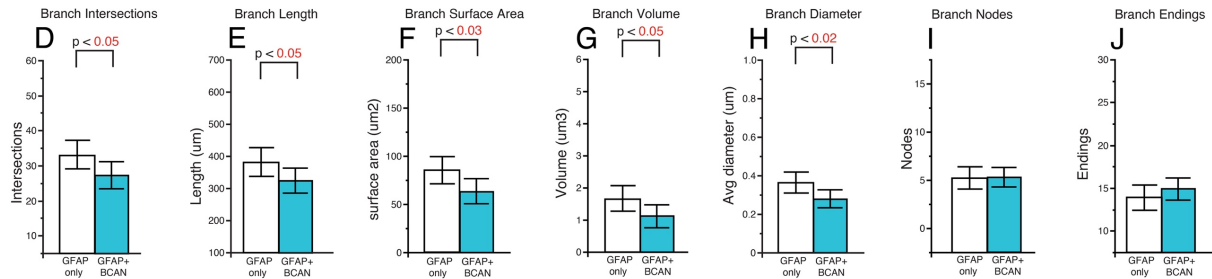 Branch Intersections
D
p < 0.05
Intersections
60
50
40
30
20
10
GFAP only
GFAP+ BCAN
Branch Length
E
p < 0.05
Length (um)
700
600
500
400
300
200
100
GFAP only
GFAP+ BCAN
Branch Surface Area
F
p < 0.03
surface area (um2)
200
150
100
50
0
GFAP only
GFAP+ BCAN
Branch Volume
G
p < 0.05
Volume (um3)
6
5
4
3
2
1
0
GFAP only
GFAP+ BCAN
Branch Diameter
H
p < 0.02
Avg diameter (um)
1.0
0.8
0.6
0.4
0.2
0
GFAP only
GFAP+ BCAN
Branch Nodes
I
Nodes
15
10
5
0
GFAP only
GFAP+ BCAN
Branch Endings
J
Endings
30
25
20
15
10
GFAP only
GFAP+ BCAN